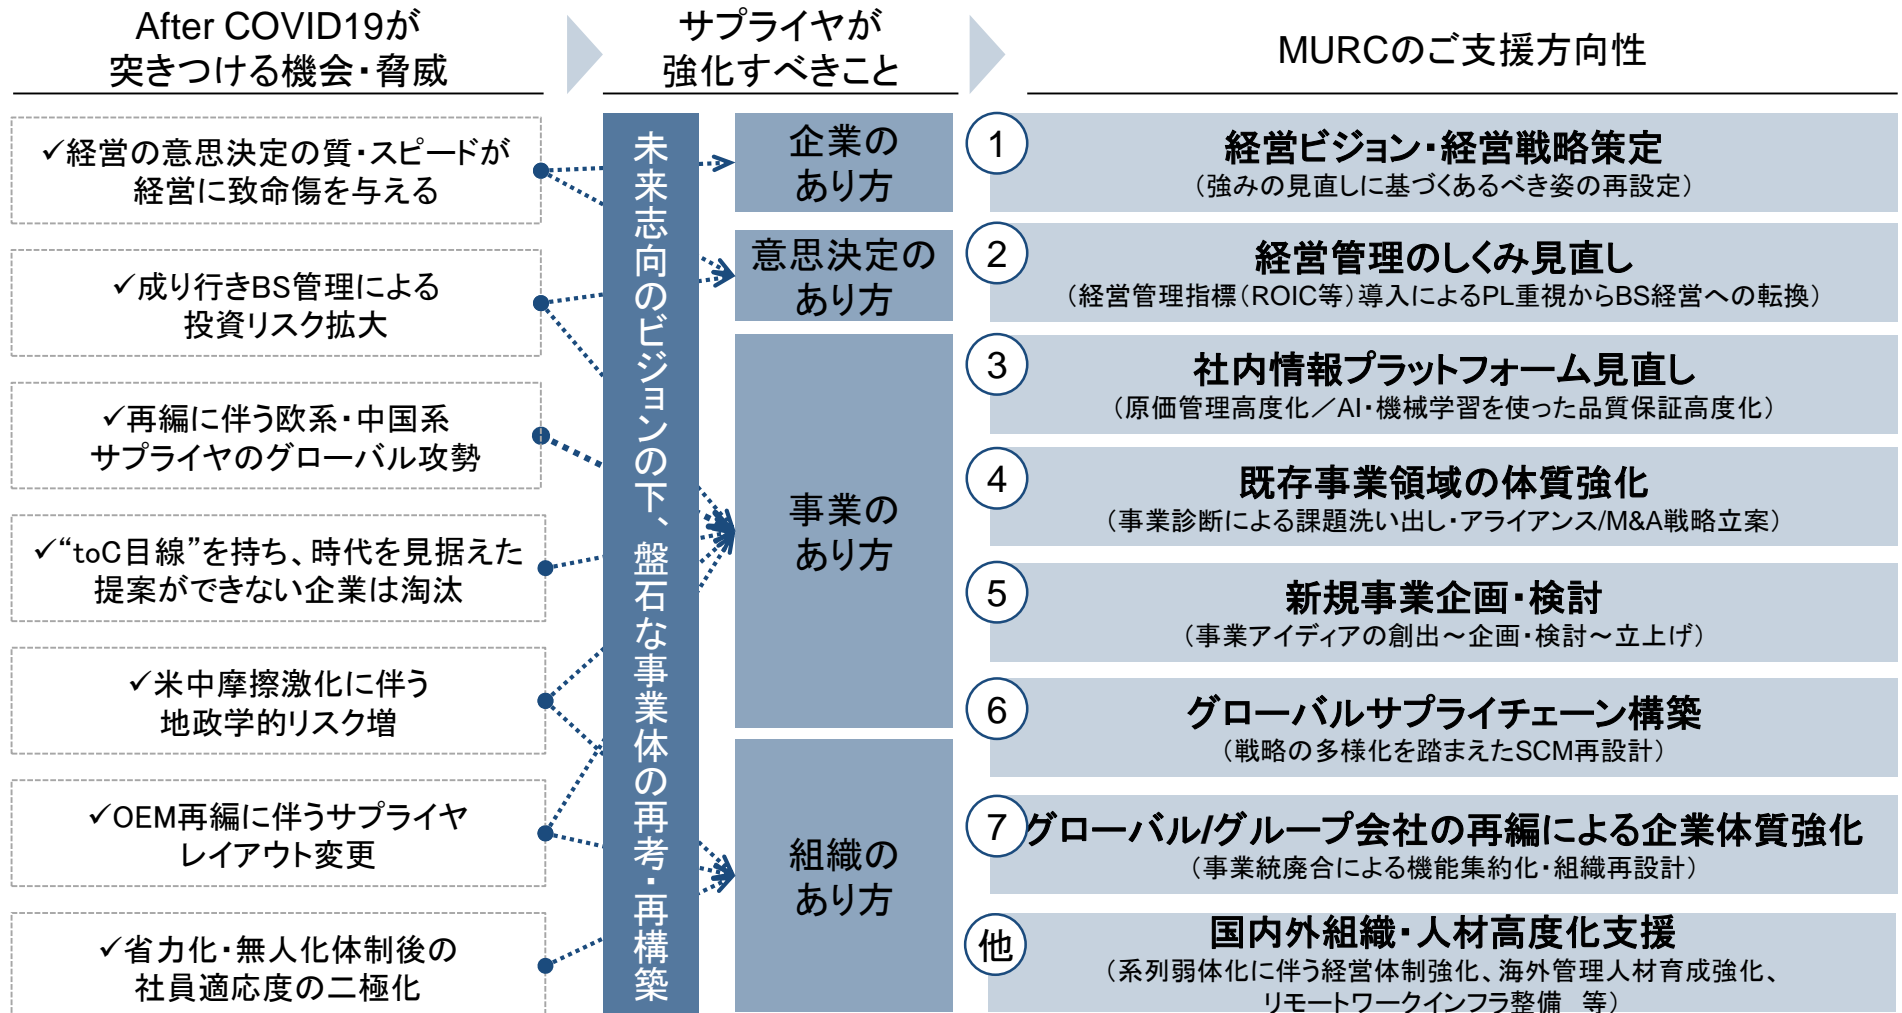 After COVID19が
突きつける機会・脅威
サプライヤが
強化すべきこと
MURCのご支援方向性
✓経営の意思決定の質・スピードが
経営に致命傷を与える
✓成り行きBS管理による
投資リスク拡大
✓再編に伴う欧系・中国系
サプライヤのグローバル攻勢
✓“toC目線”を持ち、時代を見据えた
提案ができない企業は淘汰
✓米中摩擦激化に伴う
地政学的リスク増
✓OEM再編に伴うサプライヤ
レイアウト変更
✓省力化・無人化体制後の
社員適応度の二極化
未来志向のビジョンの下、盤石な事業体の再考・再構築
企業の
あり方
意思決定の
あり方
事業の
あり方
組織の
あり方
1
経営ビジョン・経営戦略策定
（強みの見直しに基づくあるべき姿の再設定）
2
経営管理のしくみ見直し
（経営管理指標（ROIC等）導入によるPL重視からBS経営への転換）
3
社内情報プラットフォーム見直し
（原価管理高度化／AI・機械学習を使った品質保証高度化）
4
既存事業領域の体質強化
（事業診断による課題洗い出し・アライアンス/M&A戦略立案）
5
新規事業企画・検討
（事業アイディアの創出～企画・検討～立上げ）
6
グローバルサプライチェーン構築
（戦略の多様化を踏まえたSCM再設計）
7
グローバル/グループ会社の再編による企業体質強化
（事業統廃合による機能集約化・組織再設計）
他
国内外組織・人材高度化支援
（系列弱体化に伴う経営体制強化、海外管理人材育成強化、
リモートワークインフラ整備　等）